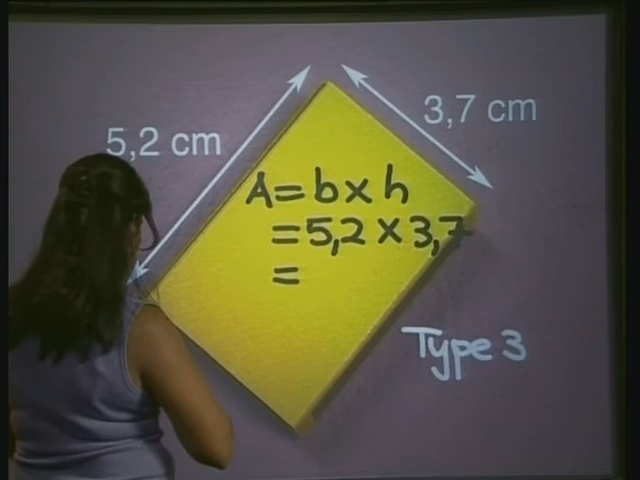 5,2 cm
3,7 cm
A = b x h
= 5,2 x 3,7
=
Type 3